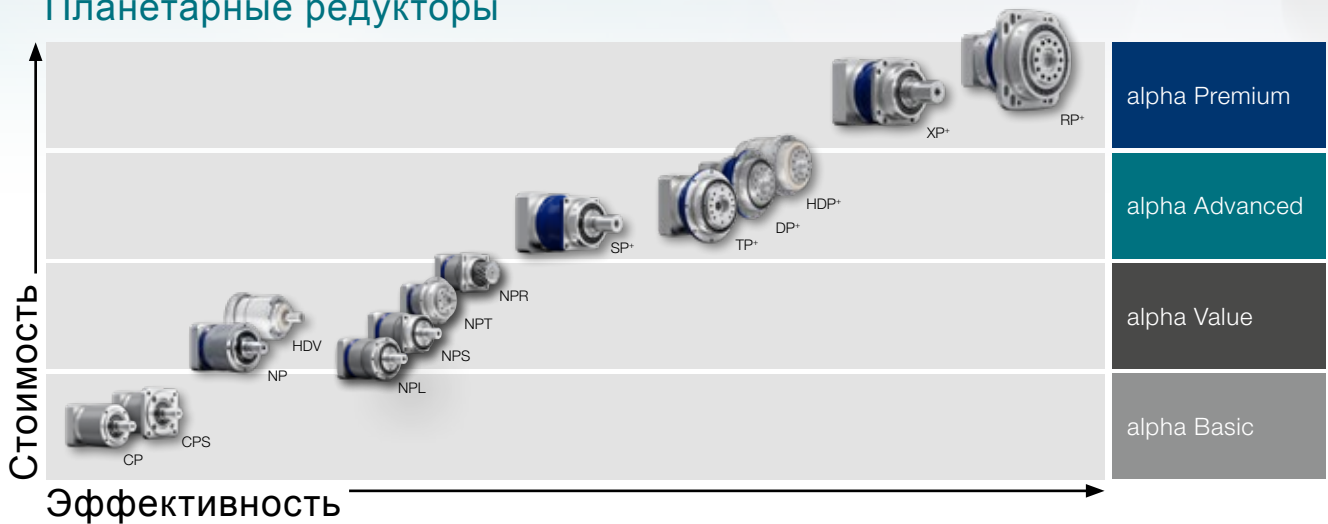 Планетарные редукторы
alpha Premium
RP+
XP+
alpha Advanced
HDP+
DP+
TP+
SP+
alpha Value
NPR
NPT
HDV
NPS
NP
NPL
alpha Basic
CPS
CP
Стоимость
Эффективность